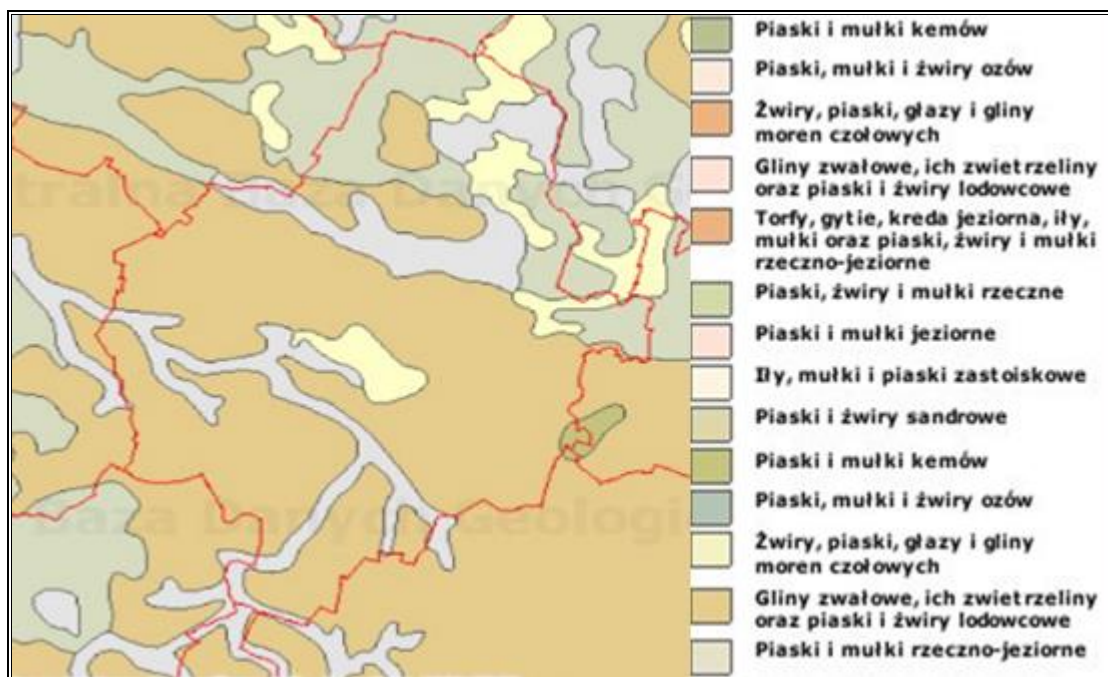 Piaski i mułki kemów
Piaski, mułki i żwiry ozów
Żwiry, piaski, głazy i gliny
moren czołowych
Gliny zwałowe, ich zwietrzeliny
oraz piaski i żwiry lodowcowe
Torfy, gytie, kreda jeziorna, iły,
mułki oraz piaski, żwiry i mułki
rzeczno-jeziorne
Piaski, żwiry i mułki rzeczne
Piaski i mułki jeziorne
Iły, mułki i piaski zastoiskowe
Piaski i żwiry sandrowe
Piaski i mułki kemów
Piaski, mułki i żwiry ozów
Żwiry, piaski, głazy i gliny
moren czołowych
Gliny zwałowe, ich zwietrzeliny
oraz piaski i żwiry lodowcowe
Piaski i mułki rzeczno-jeziorne
Baza Danych Geologi